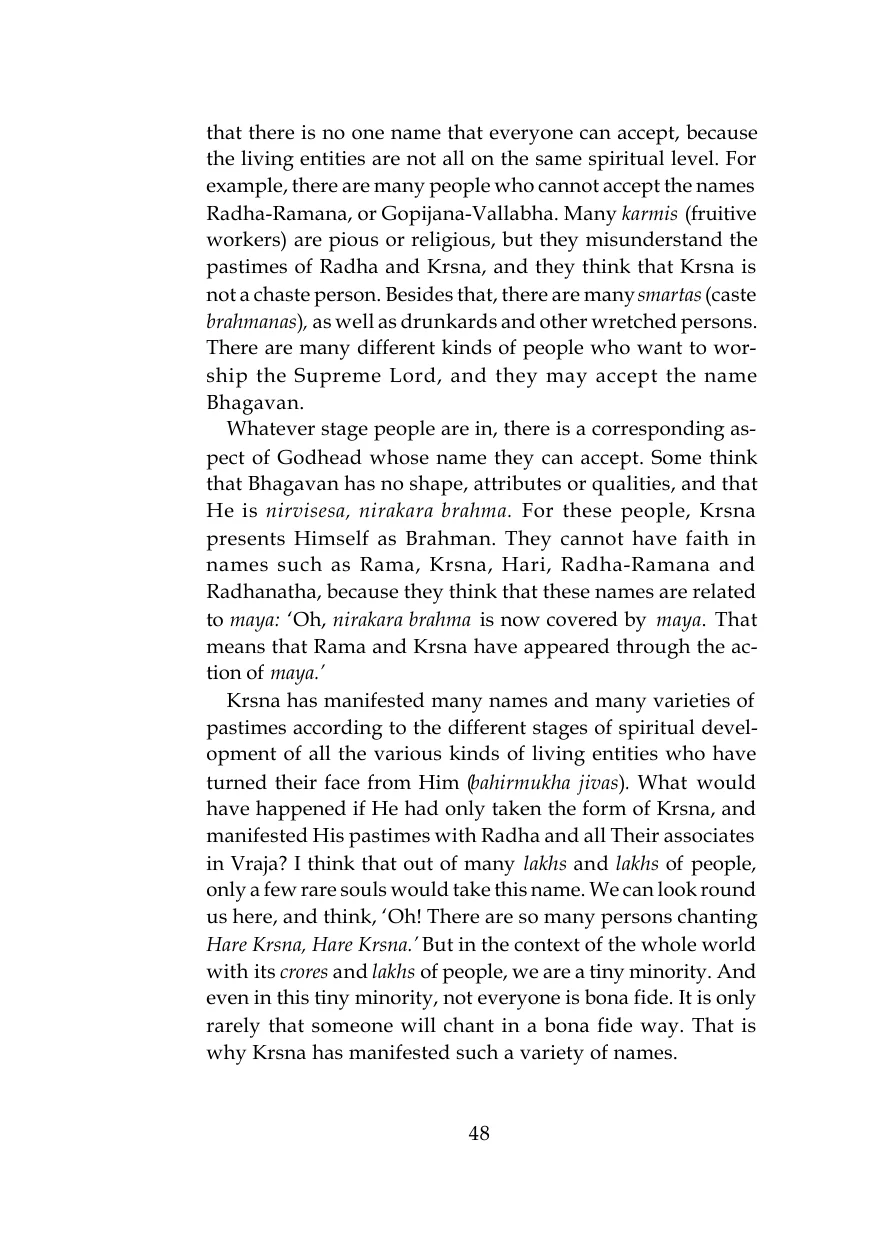 that there is no one name that everyone can accept, because
the living entities are not all on the same spiritual level. For
example, there are many people who cannot accept the names
Radha-Ramana, or Gopijana-Vallabha. Many karmis (fruitive
workers) are pious or religious, but they misunderstand the
pastimes of Radha and Krsna, and they think that Krsna is
not a chaste person. Besides that, there are many smartas (caste
brahmanas), as well as drunkards and other wretched persons.
There are many different kinds of people who want to wor-
ship the Supreme Lord, and they may accept the name
Bhagavan.
Whatever stage people are in, there is a corresponding as-
pect of Godhead whose name they can accept. Some think
that Bhagavan has no shape, attributes or qualities, and that
He is nirvisesa, nirakara brahma. For these people, Krsna
presents Himself as Brahman. They cannot have faith in
names such as Rama, Krsna, Hari, Radha-Ramana and
Radhanatha, because they think that these names are related
to maya: ‘Oh, nirakara brahma is now covered by maya. That
means that Rama and Krsna have appeared through the ac-
tion of maya.’
Krsna has manifested many names and many varieties of
pastimes according to the different stages of spiritual devel-
opment of all the various kinds of living entities who have
turned their face from Him (bahirmukha jivas). What would
have happened if He had only taken the form of Krsna, and
manifested His pastimes with Radha and all Their associates
in Vraja? I think that out of many lakhs and lakhs of people,
only a few rare souls would take this name. We can look round
us here, and think, ‘Oh! There are so many persons chanting
Hare Krsna, Hare Krsna.’ But in the context of the whole world
with its crores and lakhs of people, we are a tiny minority. And
even in this tiny minority, not everyone is bona fide. It is only
rarely that someone will chant in a bona fide way. That is
why Krsna has manifested such a variety of names.
48